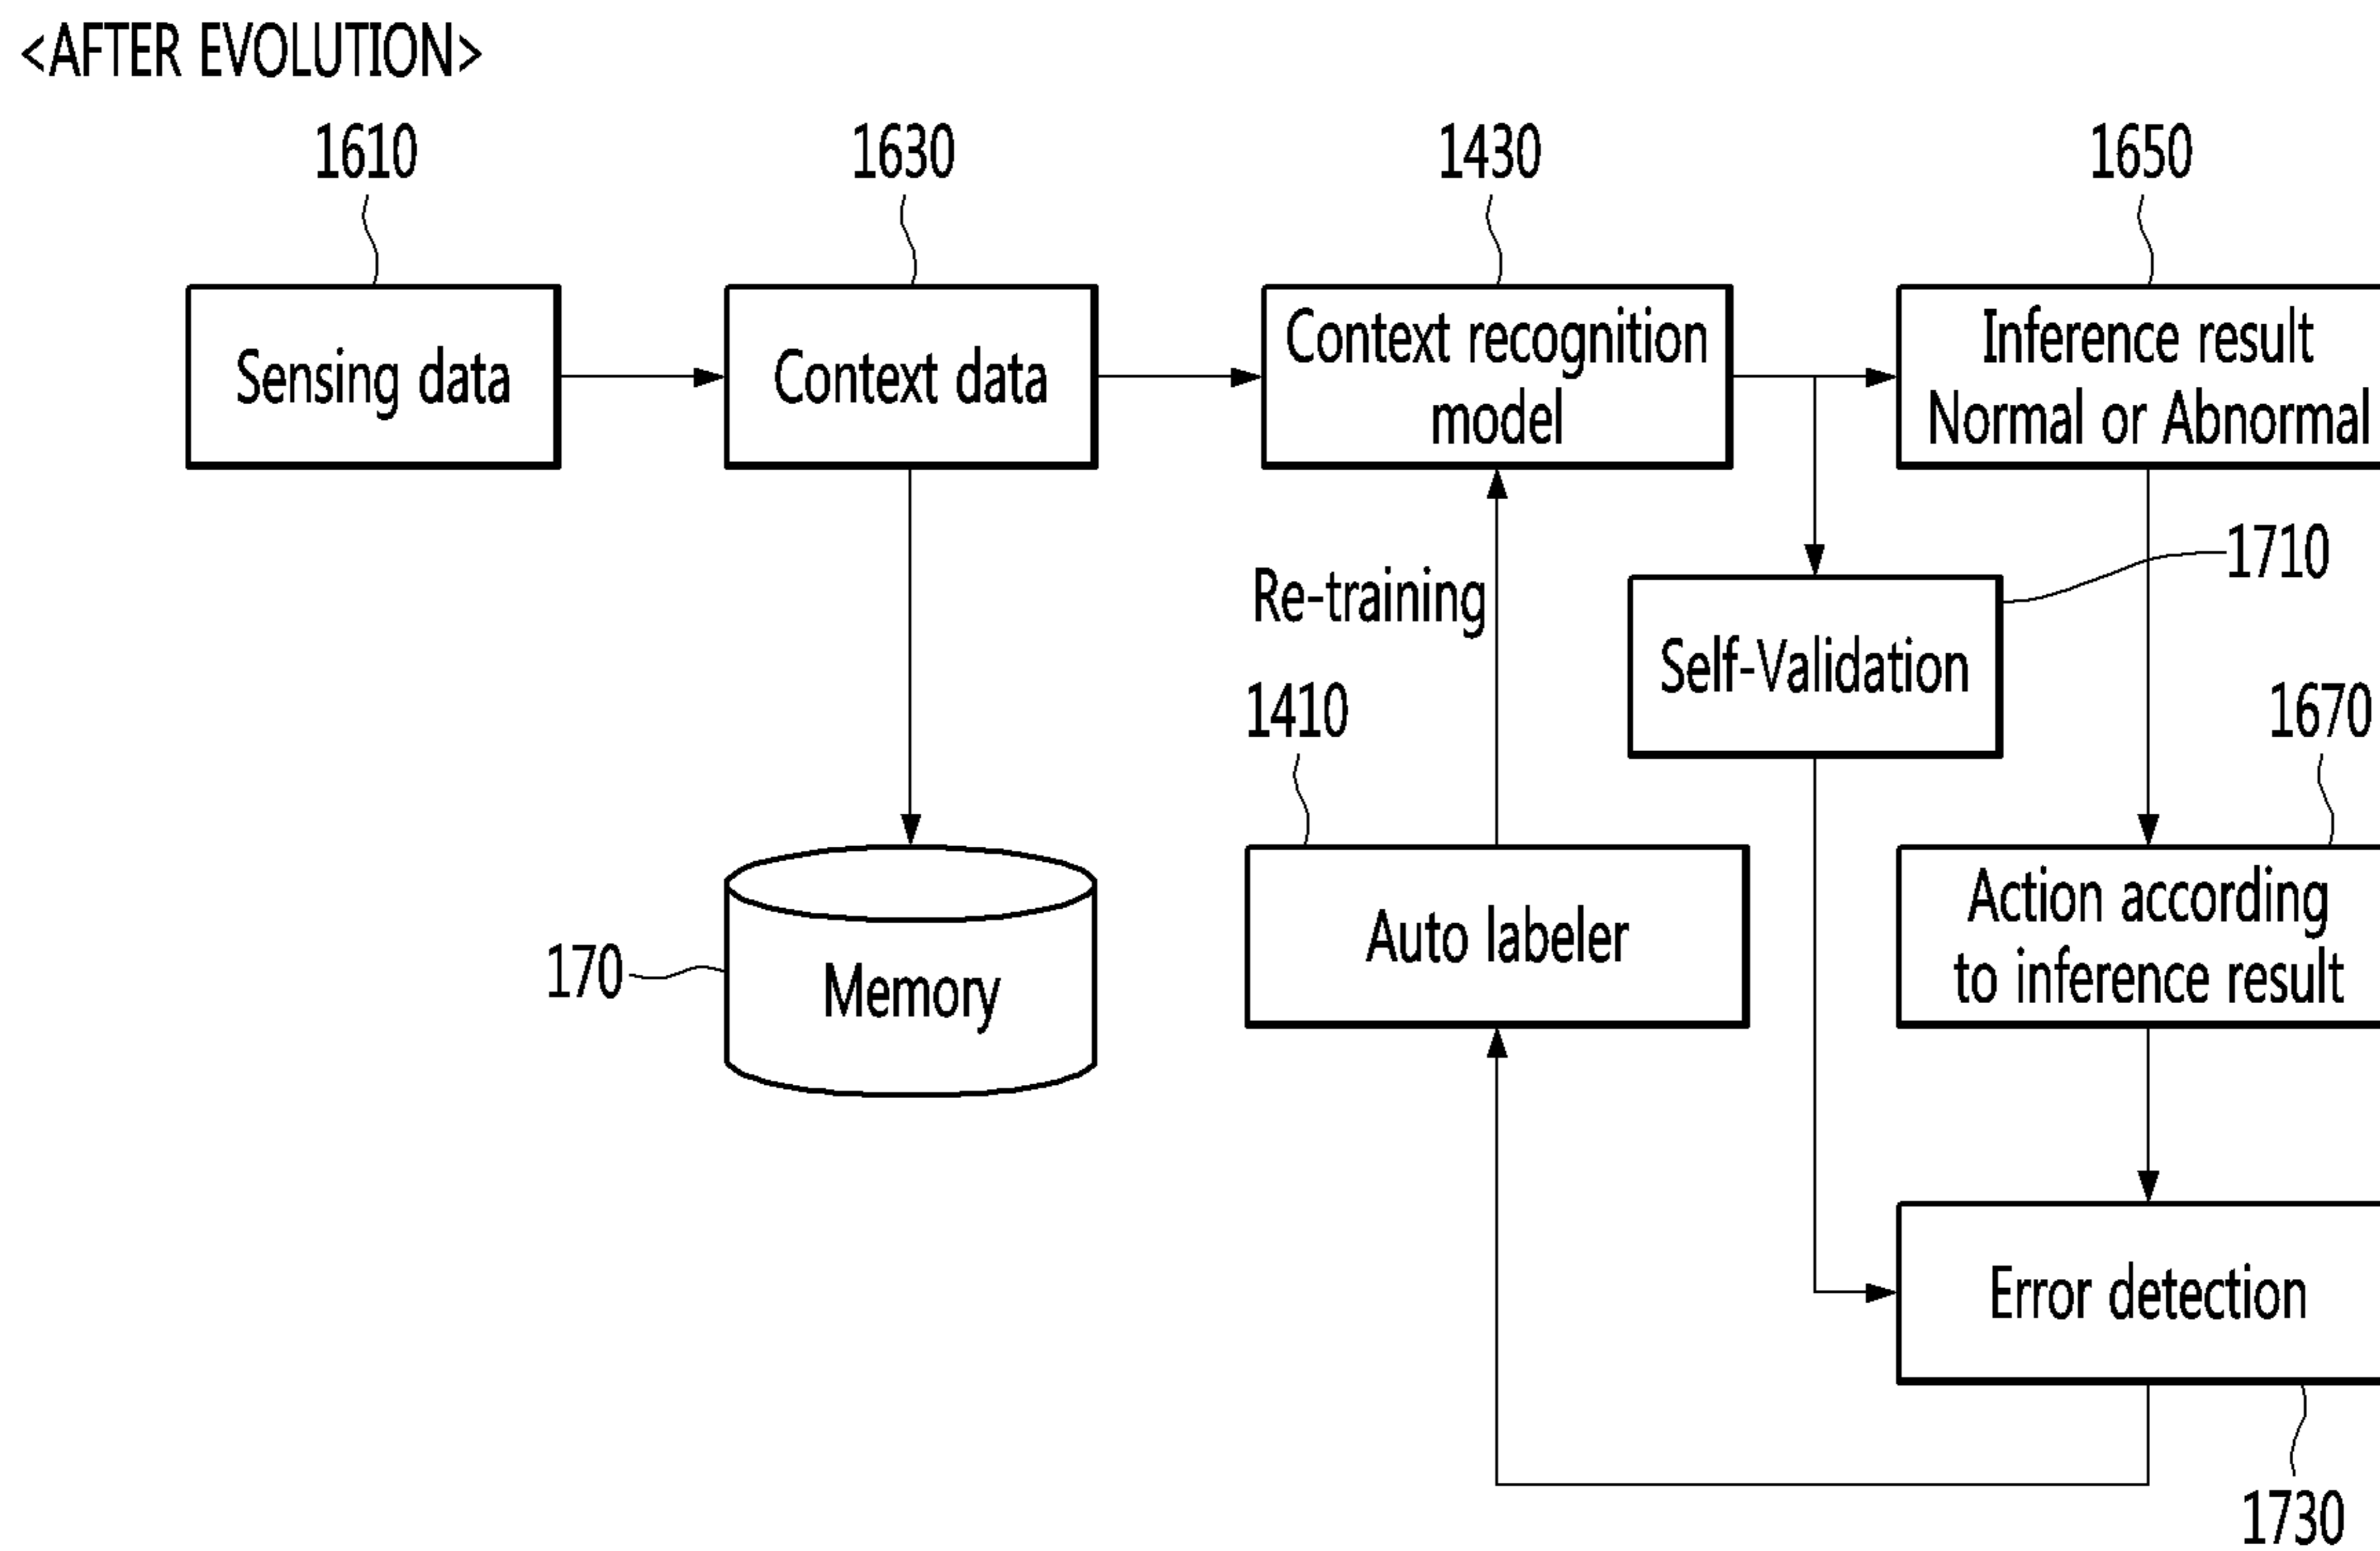 <AFTER EVOLUTION>
1610
1630
1430
1650
Sensing data
Context data
Context recognition
model
Inference result
Normal or Abnormal
1710
Re-training
Self-Validation
1410
1670
170
Memory
Auto labeler
Action according
to inference result
Error detection
1730